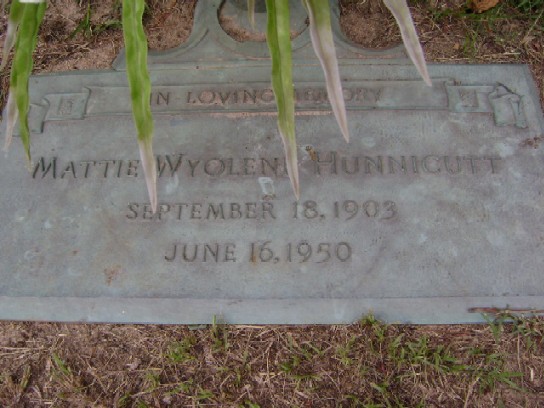 IN LOVING MEMORY
MATTIE WYOLENE HUNNICUTT
SEPTEMBER 18, 1903
JUNE 16, 1950